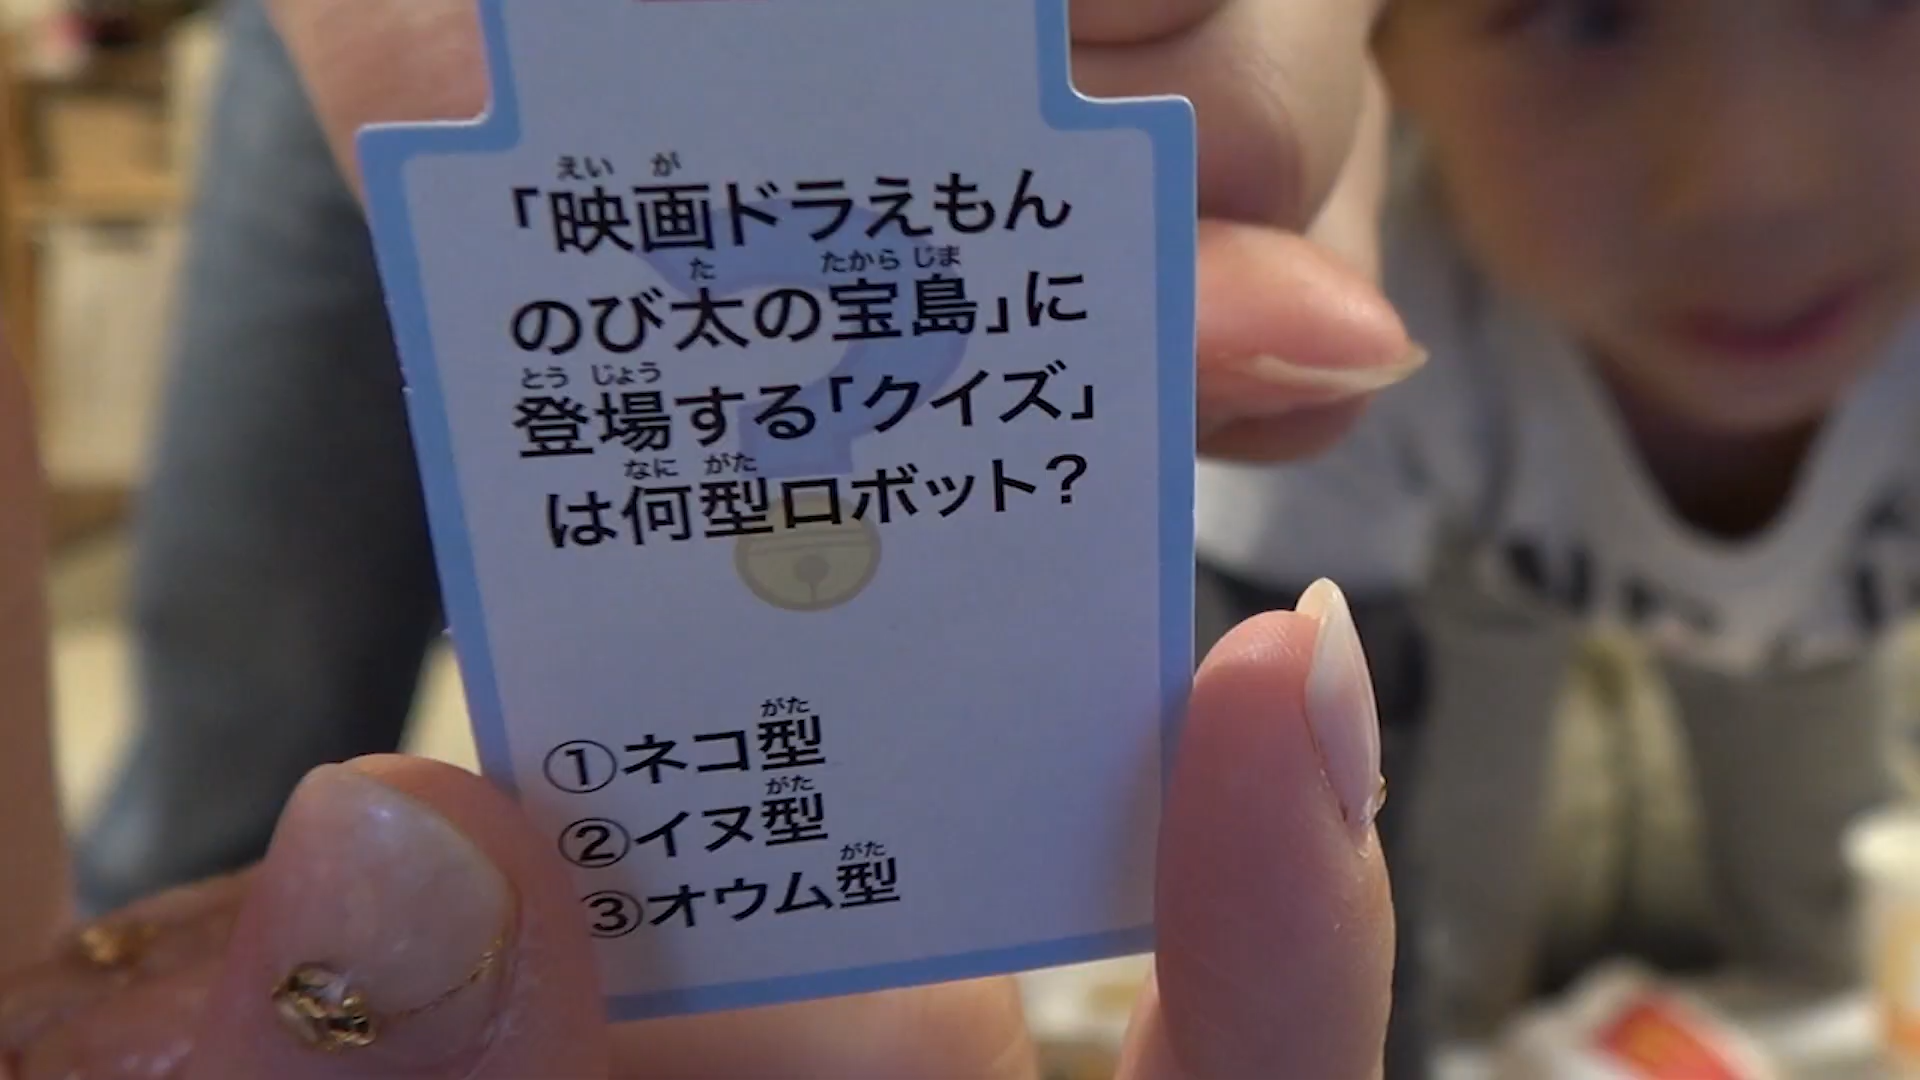 「映画ドラえもん
のび太の宝島」に
登場する「クイズ」
は何型ロボット?
①ネコ型
②イヌ型
③オウム型